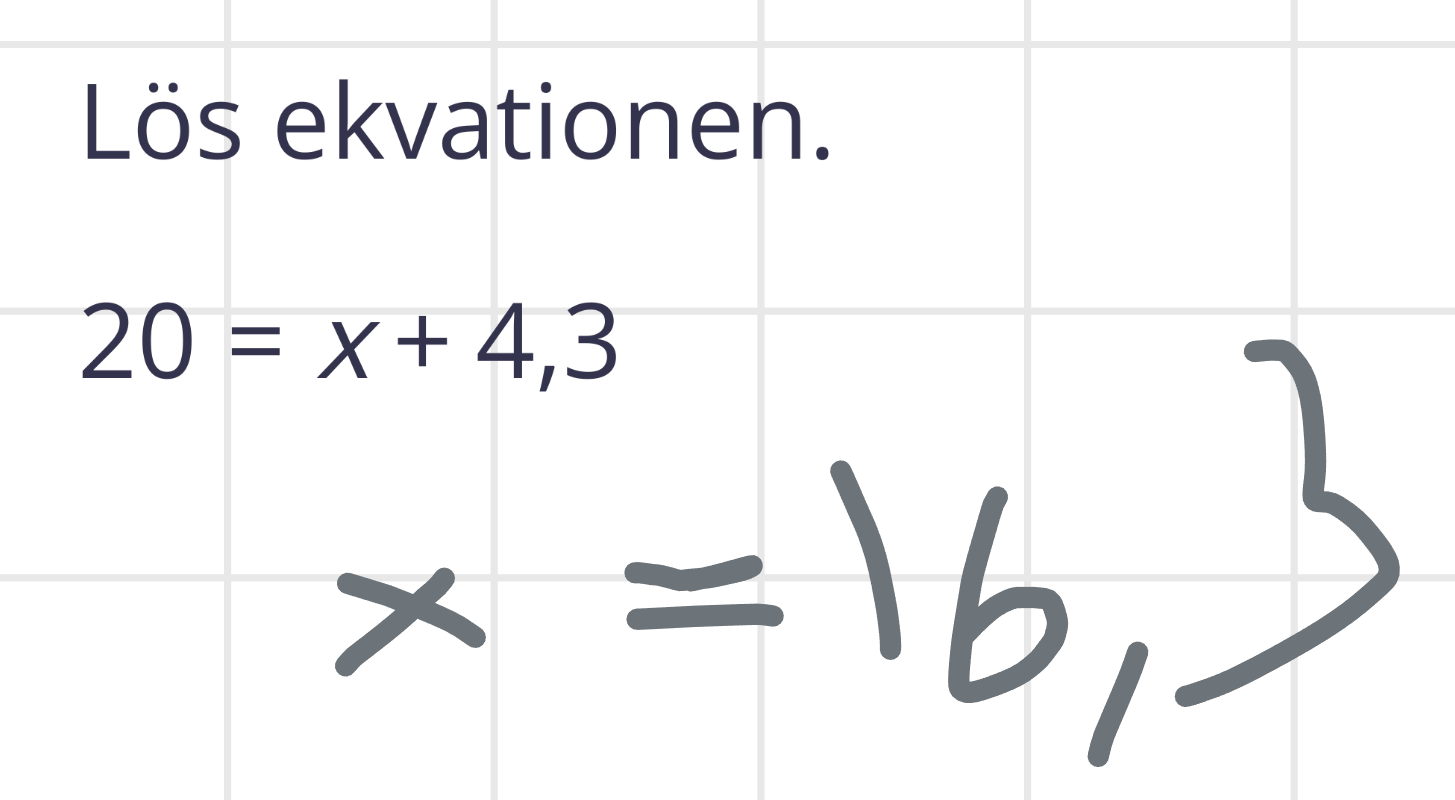 Lös ekvationen.
20 = x + 4,3
x = 16,3